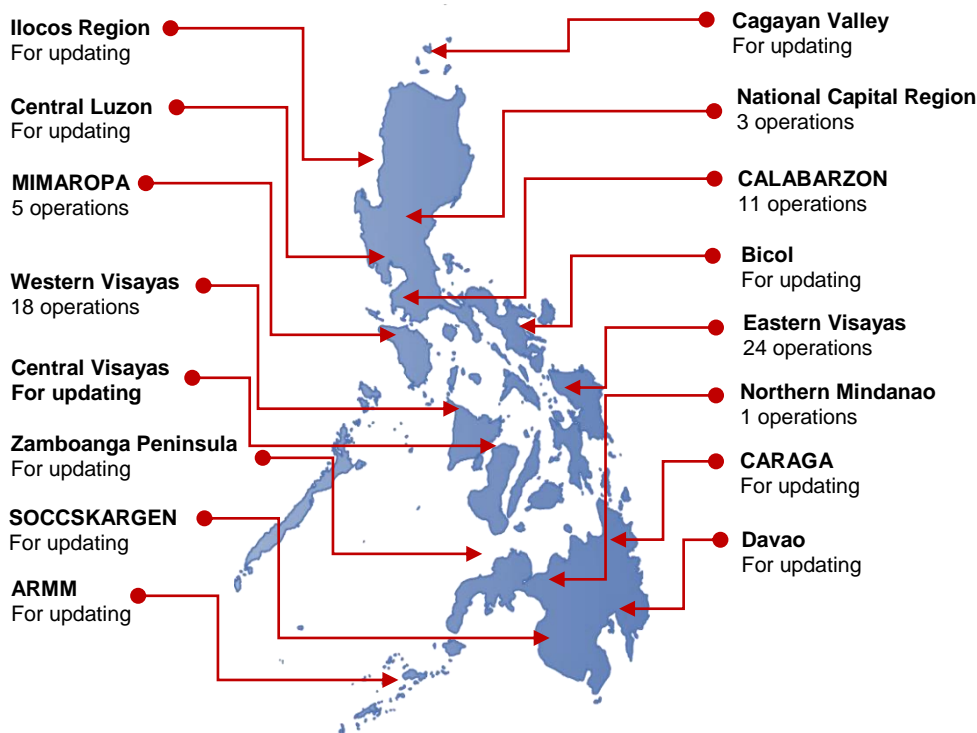 Ilocos Region
For updating
Central Luzon
For updating
MIMAROPA
5 operations
Western Visayas
18 operations
Central Visayas
For updating
Zamboanga Peninsula
For updating
SOCCSKARGEN
For updating
ARMM
For updating
Cagayan Valley
For updating
National Capital Region
3 operations
CALABARZON
11 operations
Bicol
For updating
Eastern Visayas
24 operations
Northern Mindanao
1 operations
CARAGA
For updating
Davao
For updating